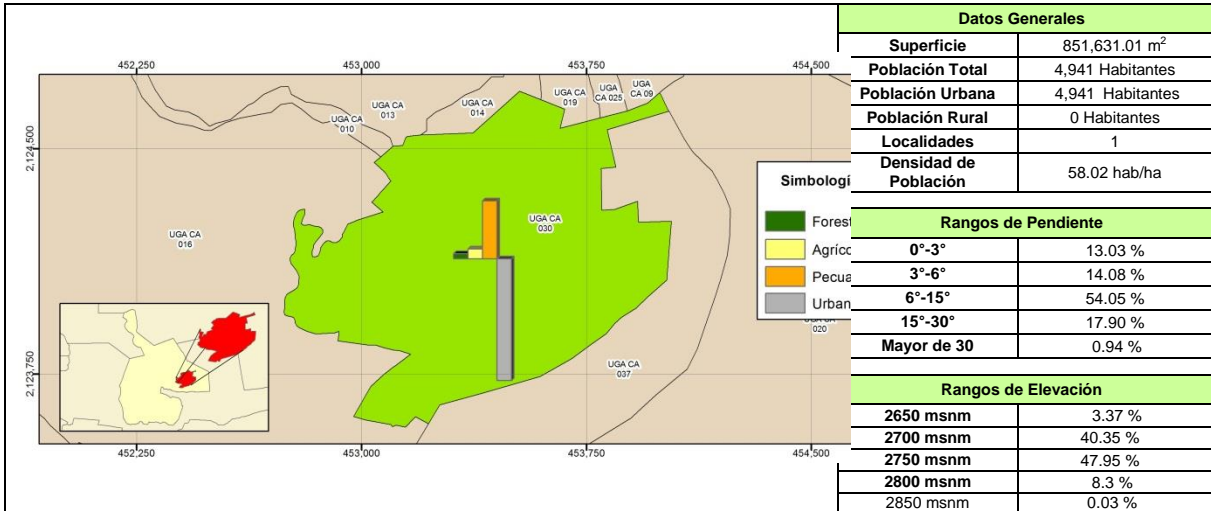 452,250 453,000 453,750 454,500
2,124,500
2,123,750
UGA CA
010
UGA CA
013
UGA CA
014
UGA CA
019
UGA
CA 025
UGA
CA 09
UGA CA
016
UGA CA
030
UGA CA
037
020
Simbologí
Forest
Agríc
Pecua
Urban
452,250 453,000 453,750 454,500
Datos Generales
Superficie 851,631.01 m²
Población Total 4,941 Habitantes
Población Urbana 4,941 Habitantes
Población Rural 0 Habitantes
Localidades 1
Densidad de
Población 58.02 hab/ha
Rangos de Pendiente
0°-3° 13.03 %
3°-6° 14.08 %
6°-15° 54.05 %
15°-30° 17.90 %
Mayor de 30 0.94 %
Rangos de Elevación
2650 msnm 3.37 %
2700 msnm 40.35 %
2750 msnm 47.95 %
2800 msnm 8.3 %
2850 msnm 0.03 %